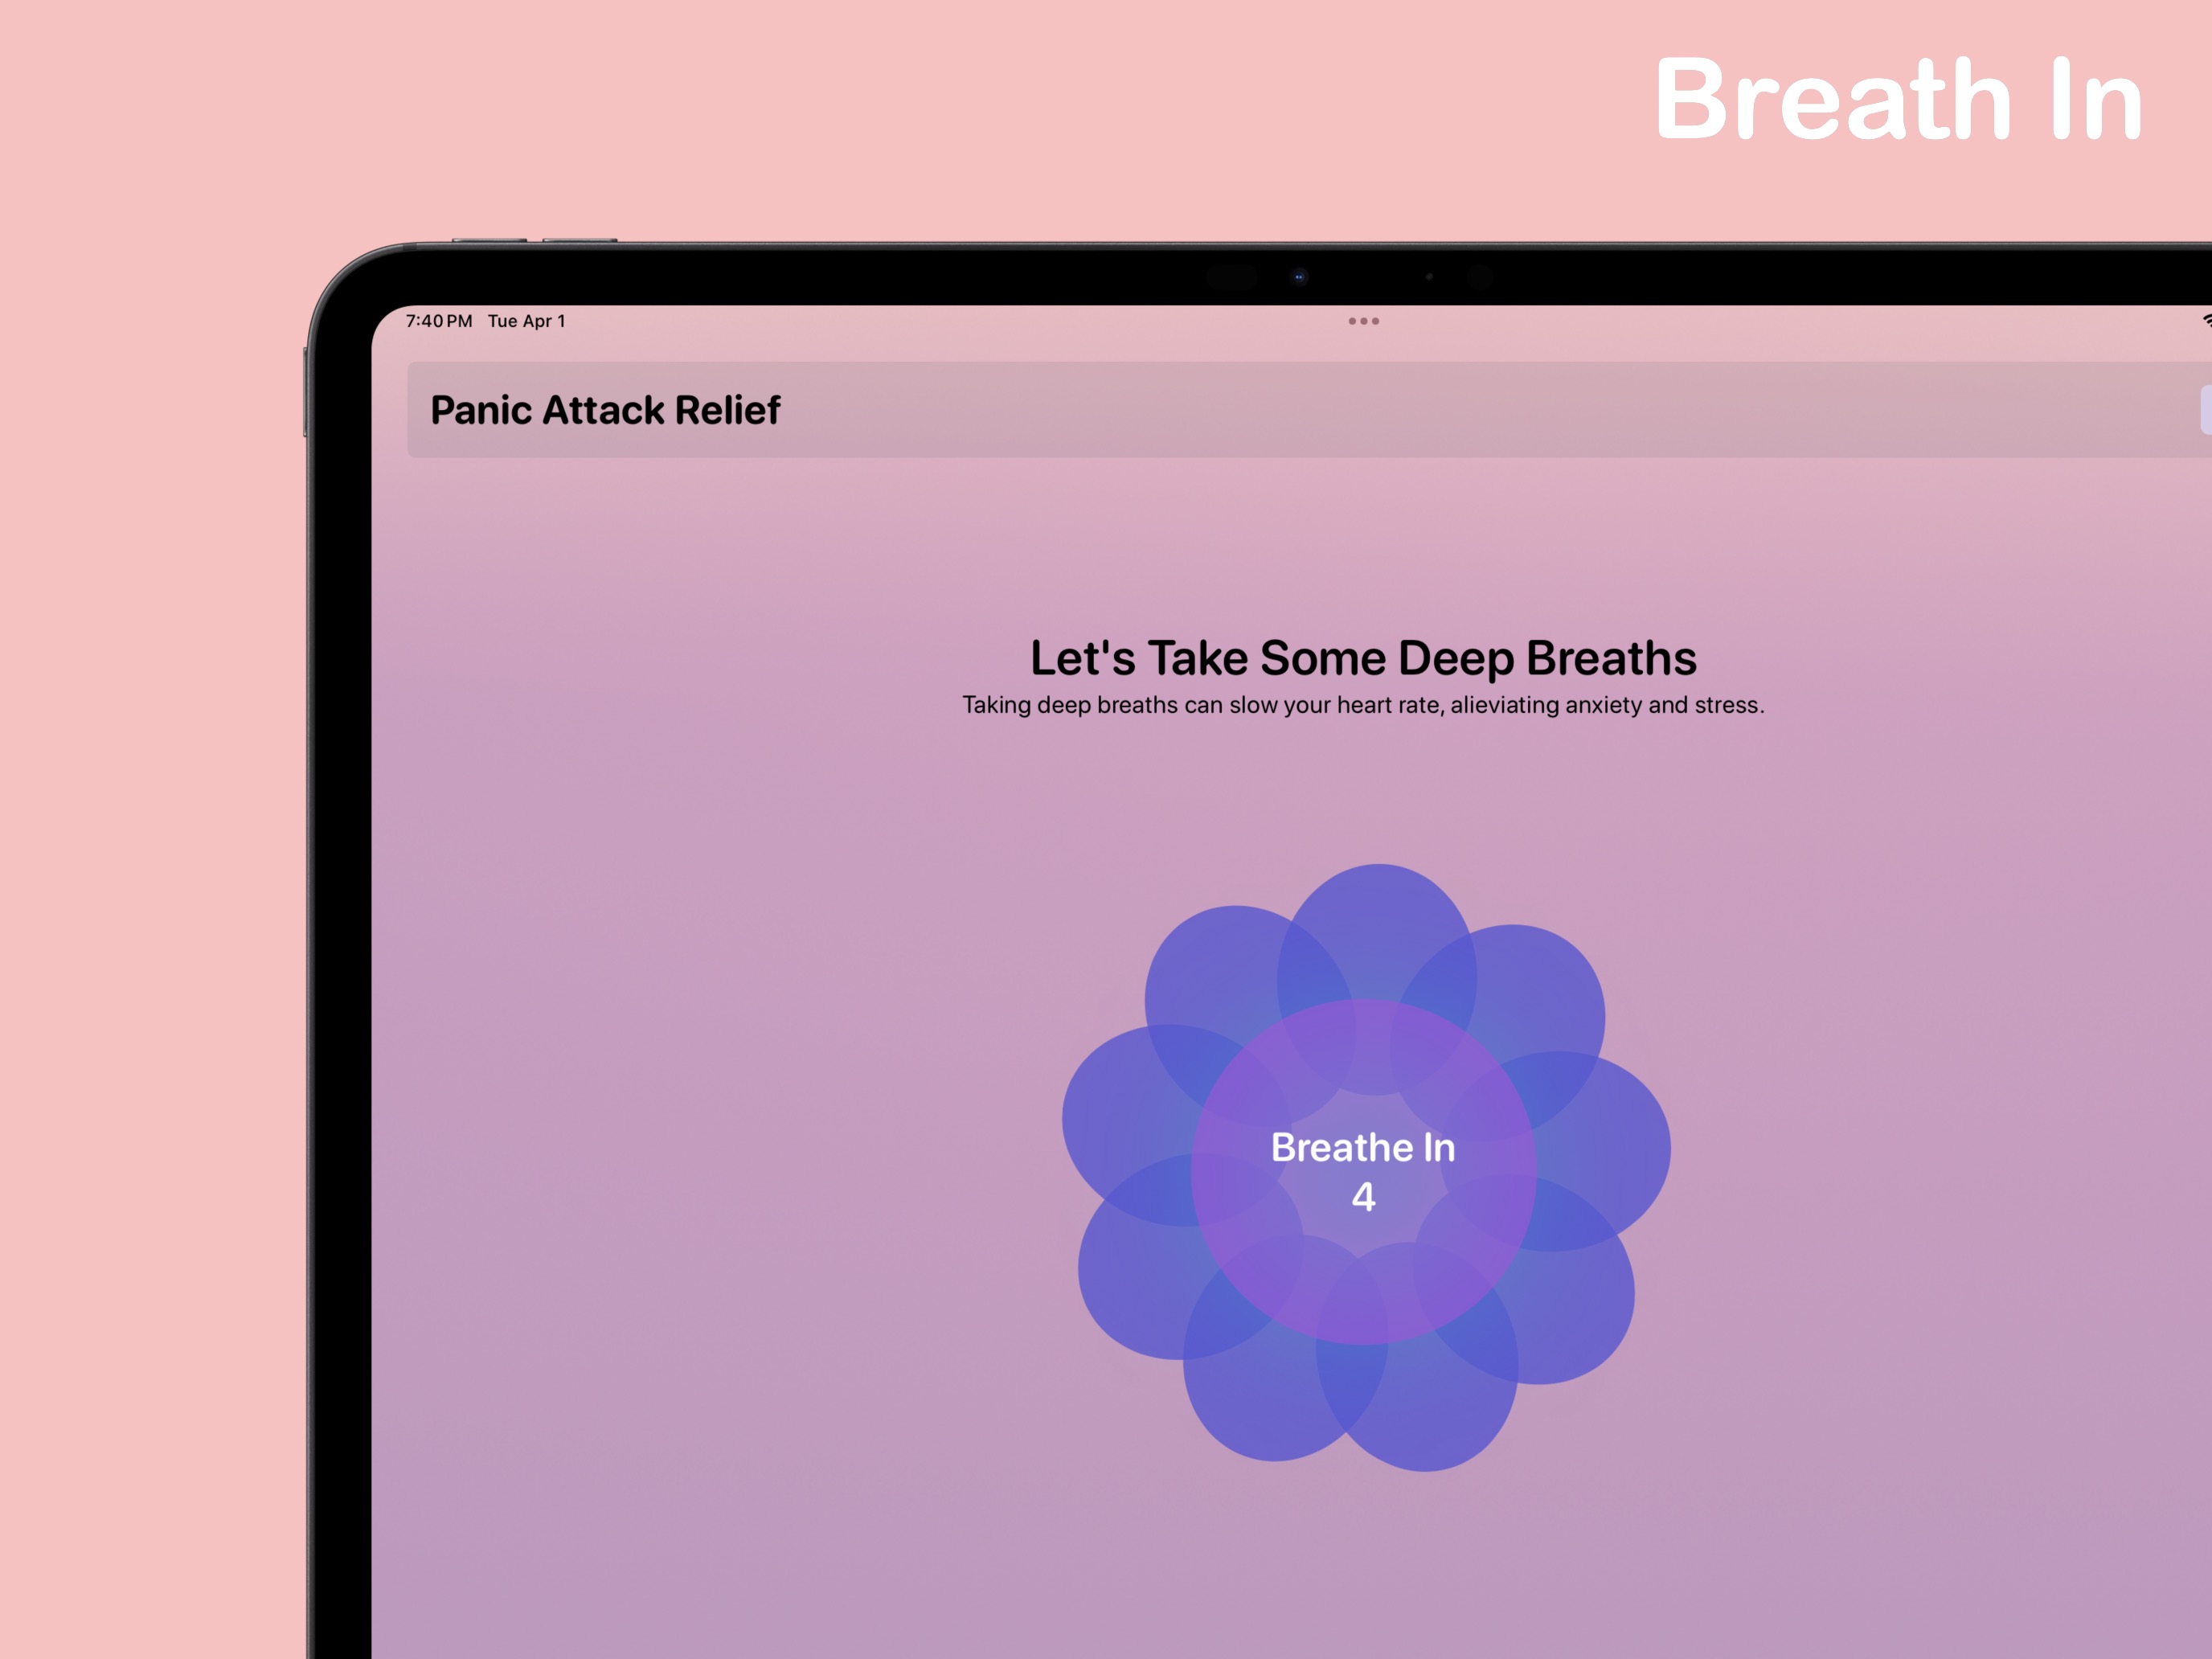 Breath In
7:40 PM Tue Apr 1
Panic Attack Relief
Let's Take Some Deep Breaths
Taking deep breaths can slow your heart rate, alieviating anxiety and stress.
Breathe In
4